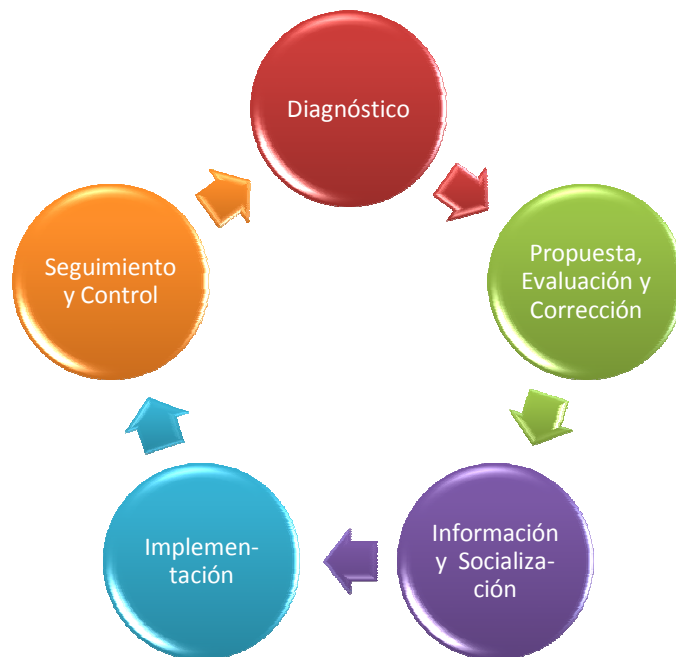 Diagnóstico
Propuesta,
Evaluación y
Corrección
Información
y Socializa-
ción
Implemen-
tación
Seguimiento
y Control